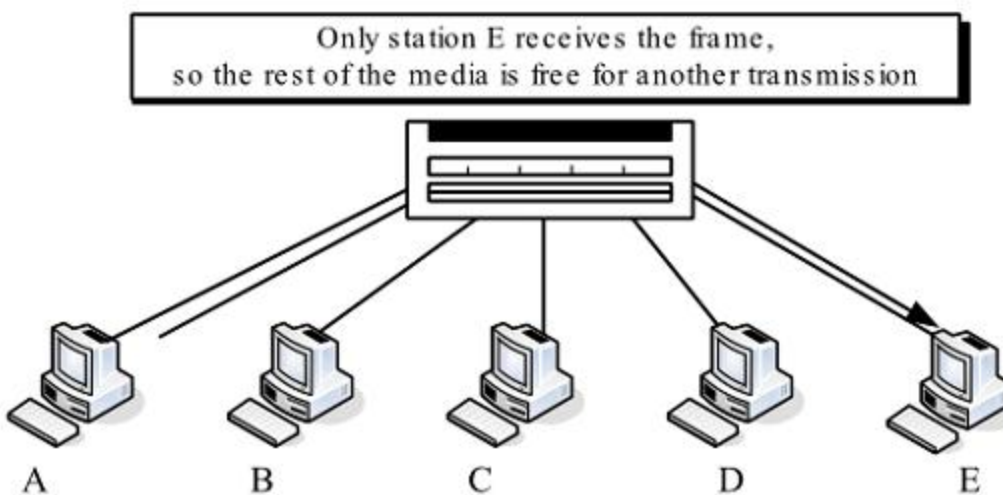 Only station E receives the frame,
so the rest of the media is free for another transmission
A B C D E